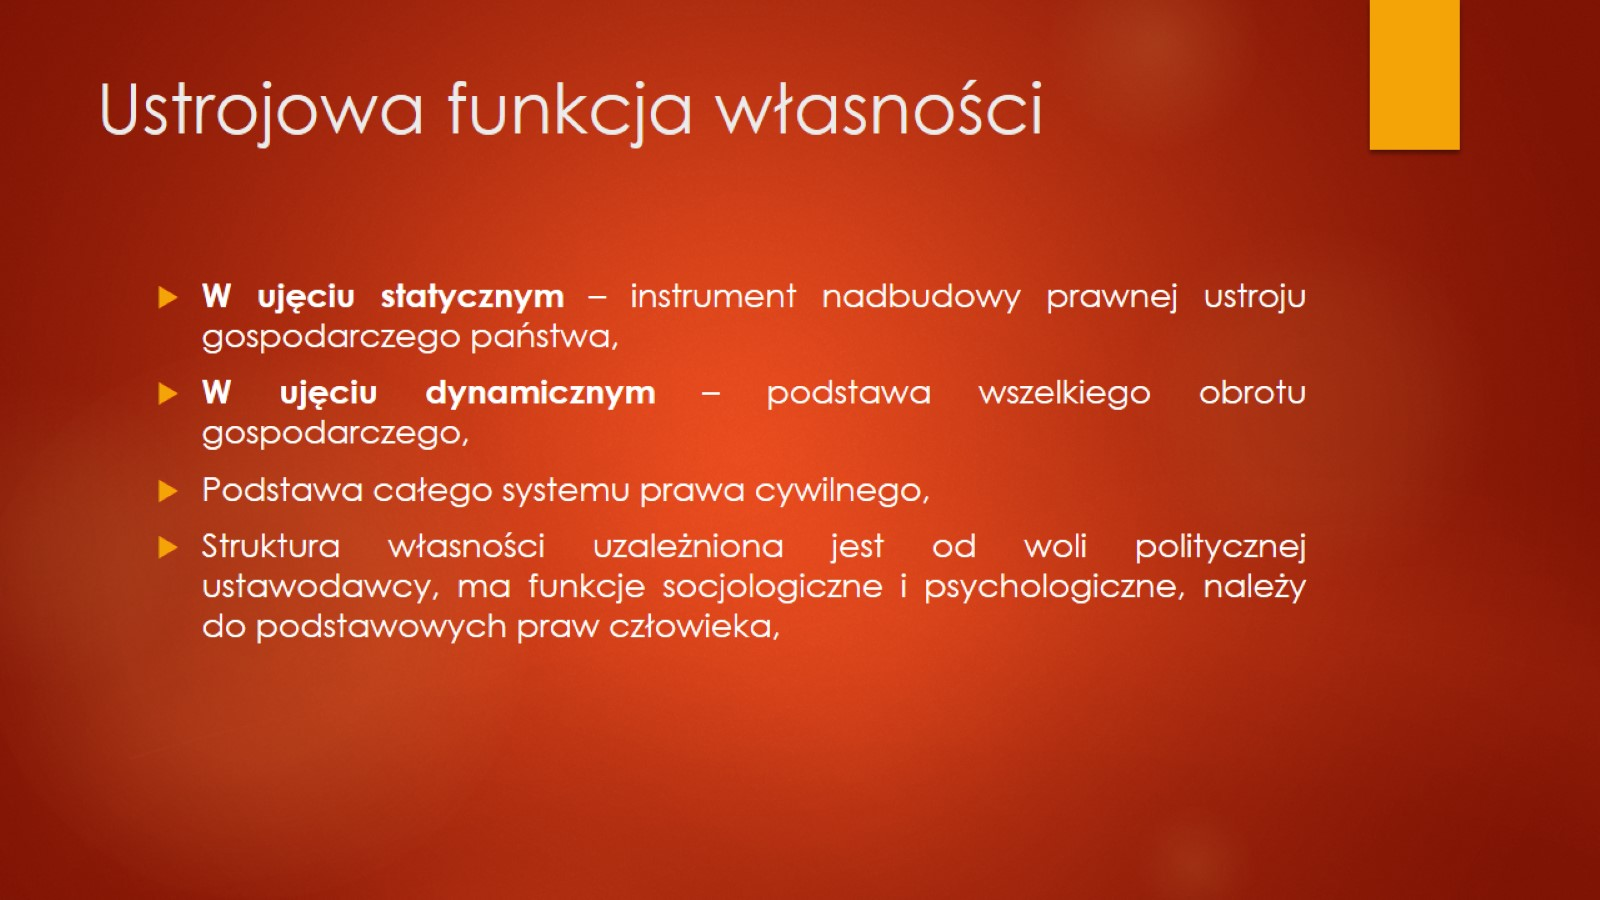 Ustrojowa funkcja własności
W ujęciu statycznym – instrument nadbudowy prawnej ustroju
gospodarczego państwa,
W ujęciu dynamicznym – podstawa wszelkiego obrotu
gospodarczego,
Podstawa całego systemu prawa cywilnego,
Struktura własności uzależniona jest od woli politycznej
ustawodawcy, ma funkcje socjologiczne i psychologiczne, należy
do podstawowych praw człowieka,